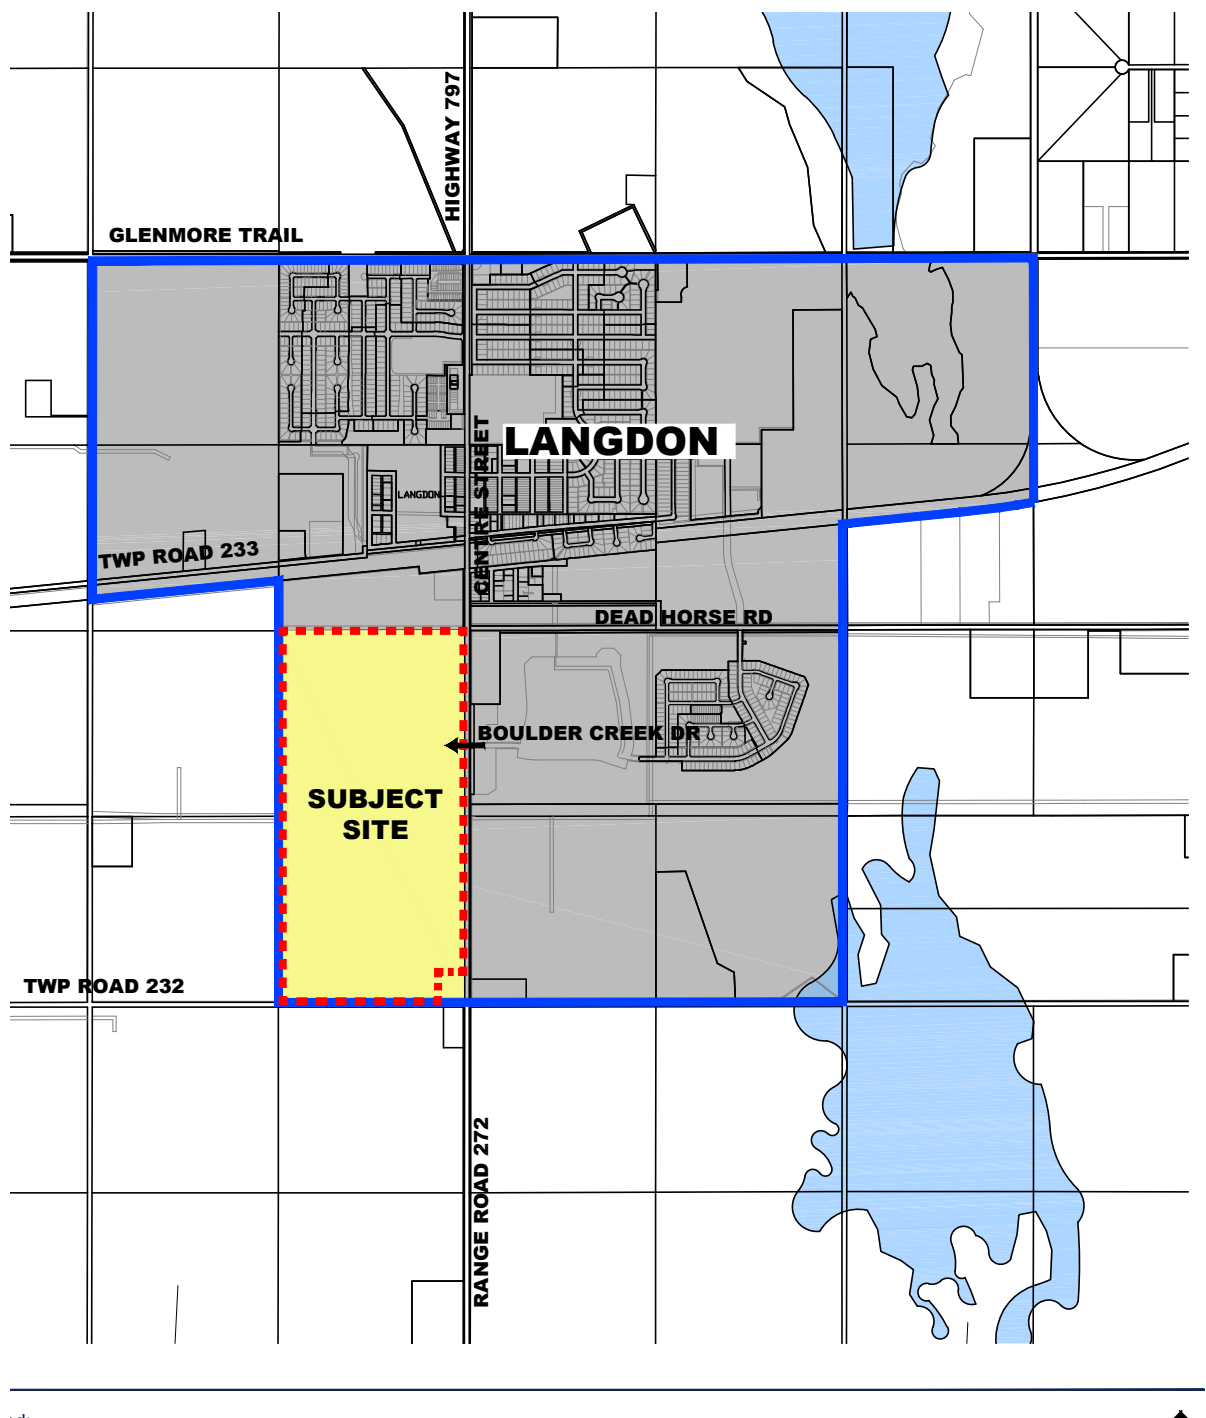 HIGHWAY 797
GLENMORE TRAIL
CENTRE STREET
LANGDON
LANGDON
TWP ROAD 233
DEAD HORSE RD
BOULDER CREEK DR
SUBJECT
SITE
TWP ROAD 232
RANGE ROAD 272